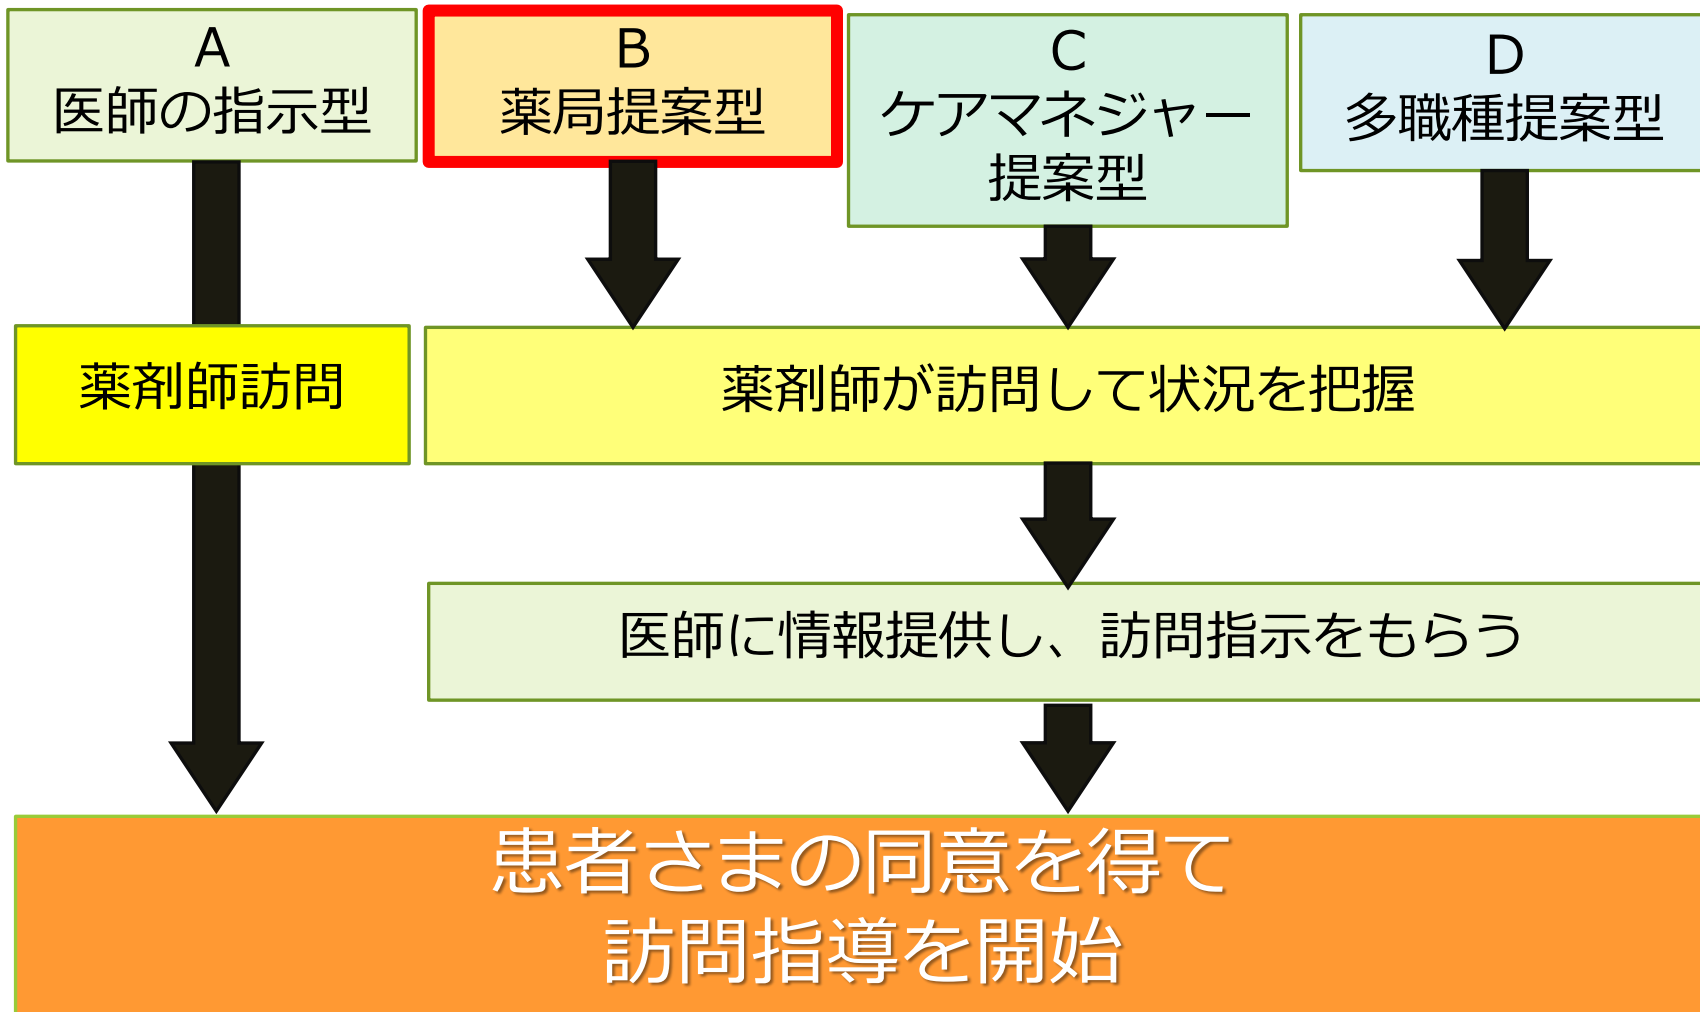 A
医師の指示型
B
薬局提案型
C
ケアマネジャー
提案型
D
多職種提案型
薬剤師訪問
薬剤師が訪問して状況を把握
医師に情報提供し、訪問指示をもらう
患者さまの同意を得て
訪問指導を開始